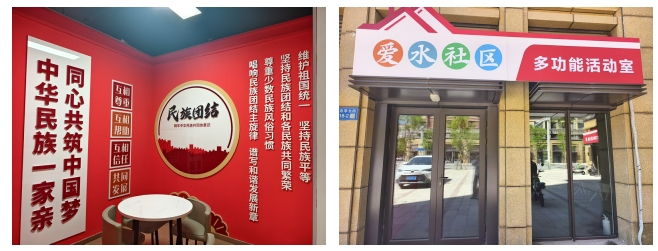 中华民族一家亲
同心共筑中国梦
互相
尊重
互相
帮助
互相
信任
共同
发展
民族团结
维护祖国统一 坚持民族平等
坚持民族团结和各民族共同繁荣
尊重少数民族风俗习惯
唱响民族团结主旋律 谱写和谐发展新章
爱水社区
多功能活动室